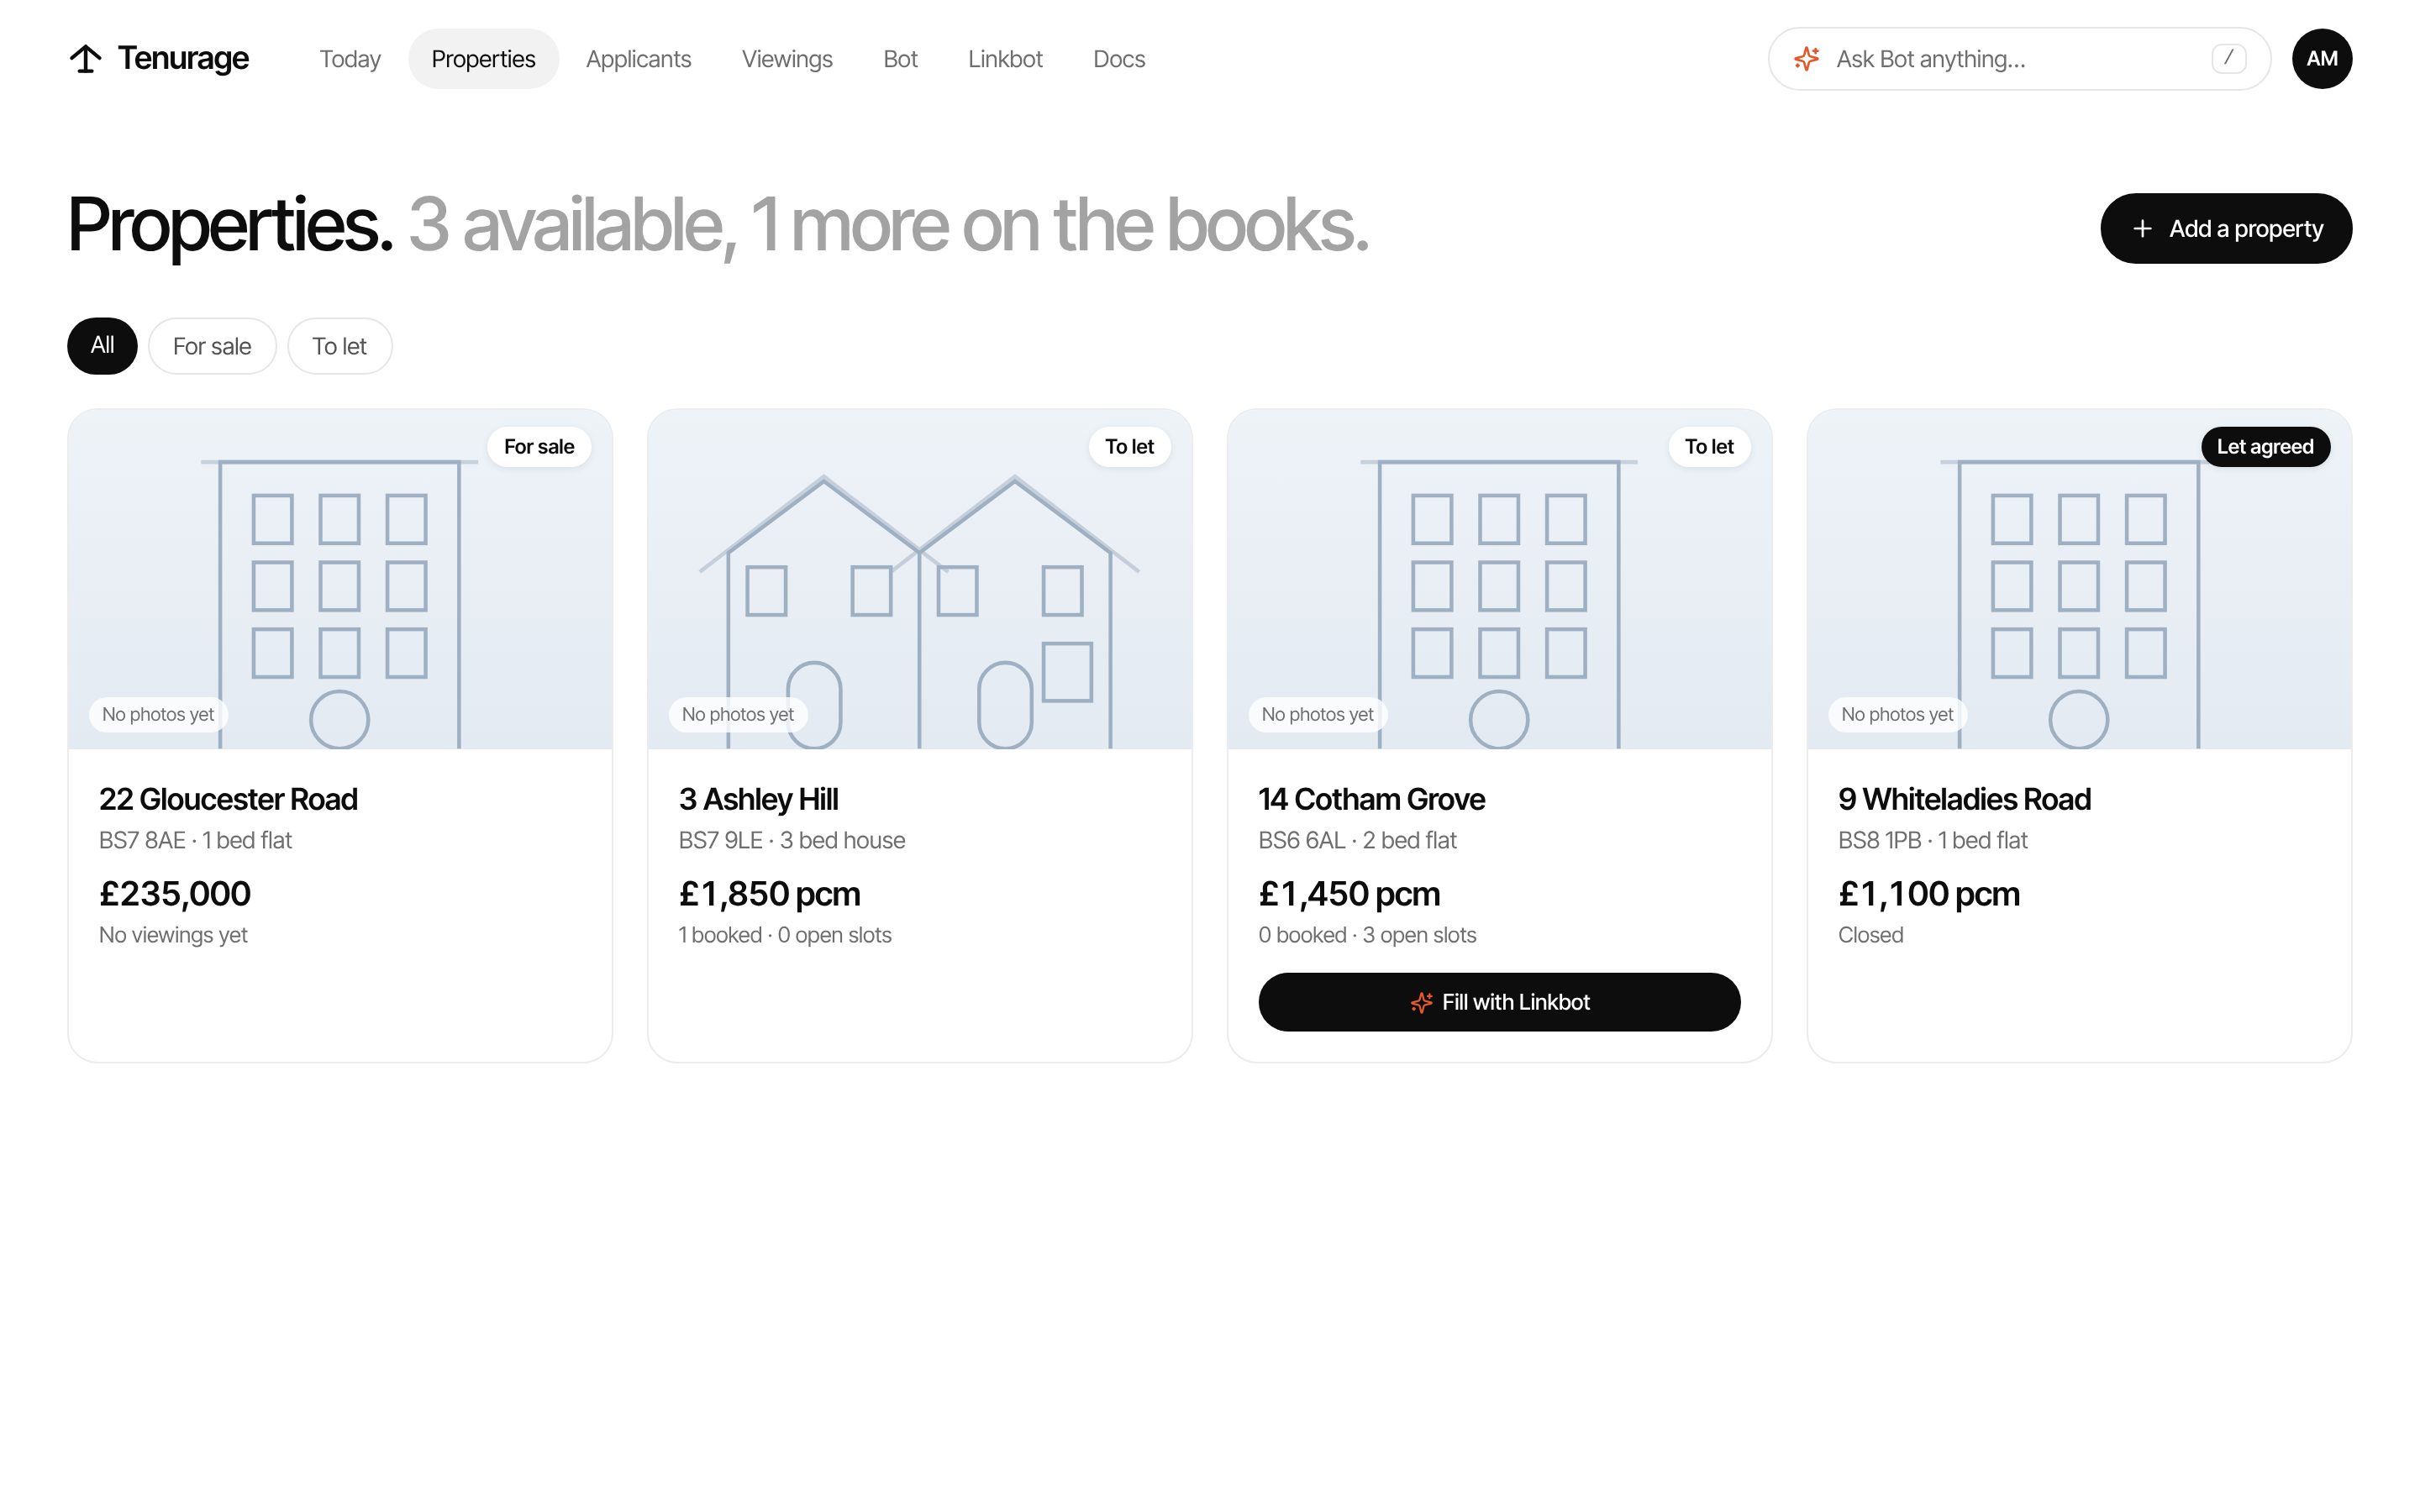 Tenurage
Today Properties Applicants Viewings Bot Linkbot Docs
Ask Bot anything... /
AM
Properties. 3 available, 1 more on the books.
+ Add a property
All For sale To let
For sale
No photos yet
22 Gloucester Road
BS7 8AE · 1 bed flat
£235,000
No viewings yet
To let
No photos yet
3 Ashley Hill
BS7 9LE · 3 bed house
£1,850 pcm
1 booked · 0 open slots
To let
No photos yet
14 Cotham Grove
BS6 6AL · 2 bed flat
£1,450 pcm
0 booked · 3 open slots
Fill with Linkbot
Let agreed
No photos yet
9 Whiteladies Road
BS8 1PB · 1 bed flat
£1,100 pcm
Closed